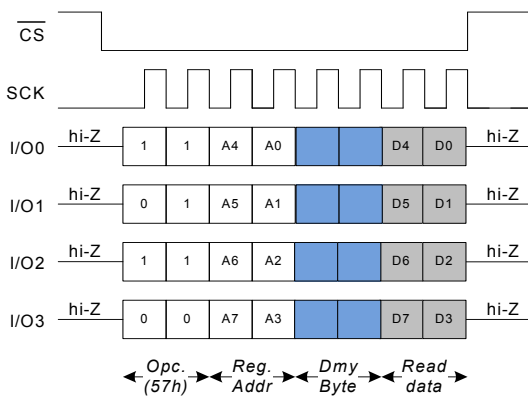 CS
SCK
I/O0 hi-Z 1 1 A4 A0 D4 D0 hi-Z
I/O1 hi-Z 0 1 A5 A1 D5 D1 hi-Z
I/O2 hi-Z 1 1 A6 A2 D6 D2 hi-Z
I/O3 hi-Z 0 0 A7 A3 D7 D3 hi-Z
Opc. Reg. Dmy Read
(57h) Addr Byte data